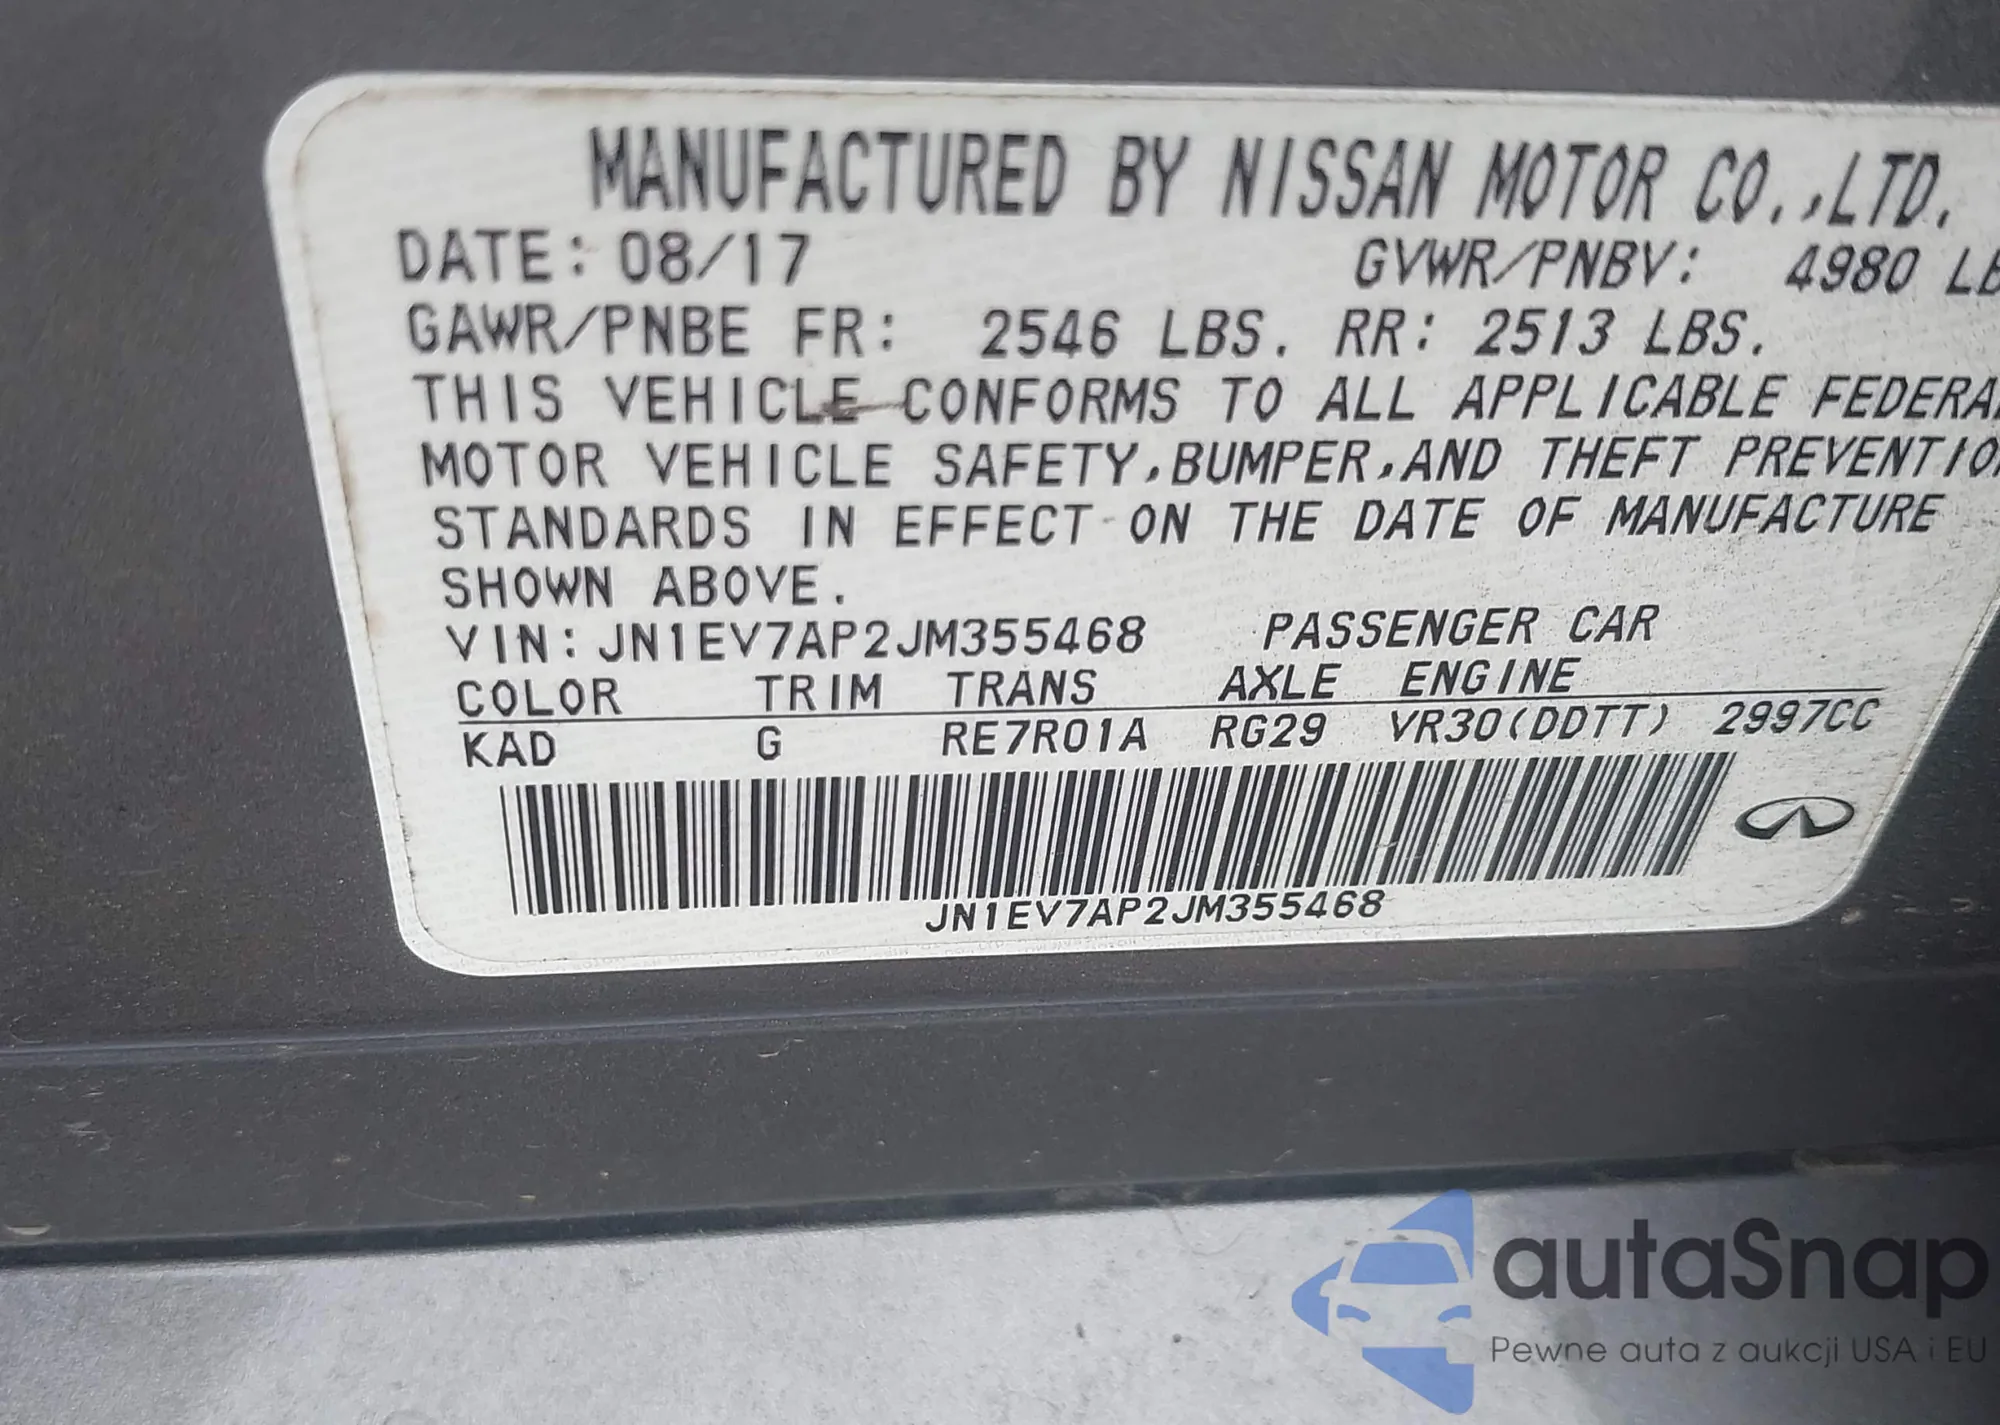 MANUFACTURED BY NISSAN MOTOR CO.,LTD.
DATE: 08/17 GVWR/PNBV: 4980 LB
GAWR/PNBE FR: 2546 LBS. RR: 2513 LBS.
THIS VEHICLE CONFORMS TO ALL APPLICABLE FEDERAL
MOTOR VEHICLE SAFETY,BUMPER,AND THEFT PREVENTIO
STANDARDS IN EFFECT ON THE DATE OF MANUFACTURE
SHOWN ABOVE.
VIN: JN1EV7AP2JM355468 PASSENGER CAR
COLOR TRIM TRANS AXLE ENGINE
KAD G RE7R01A RG29 VR30(DDTT) 2997CC
JN1EV7AP2JM355468
autaSnap
Pewne auta z aukcji USA i EU